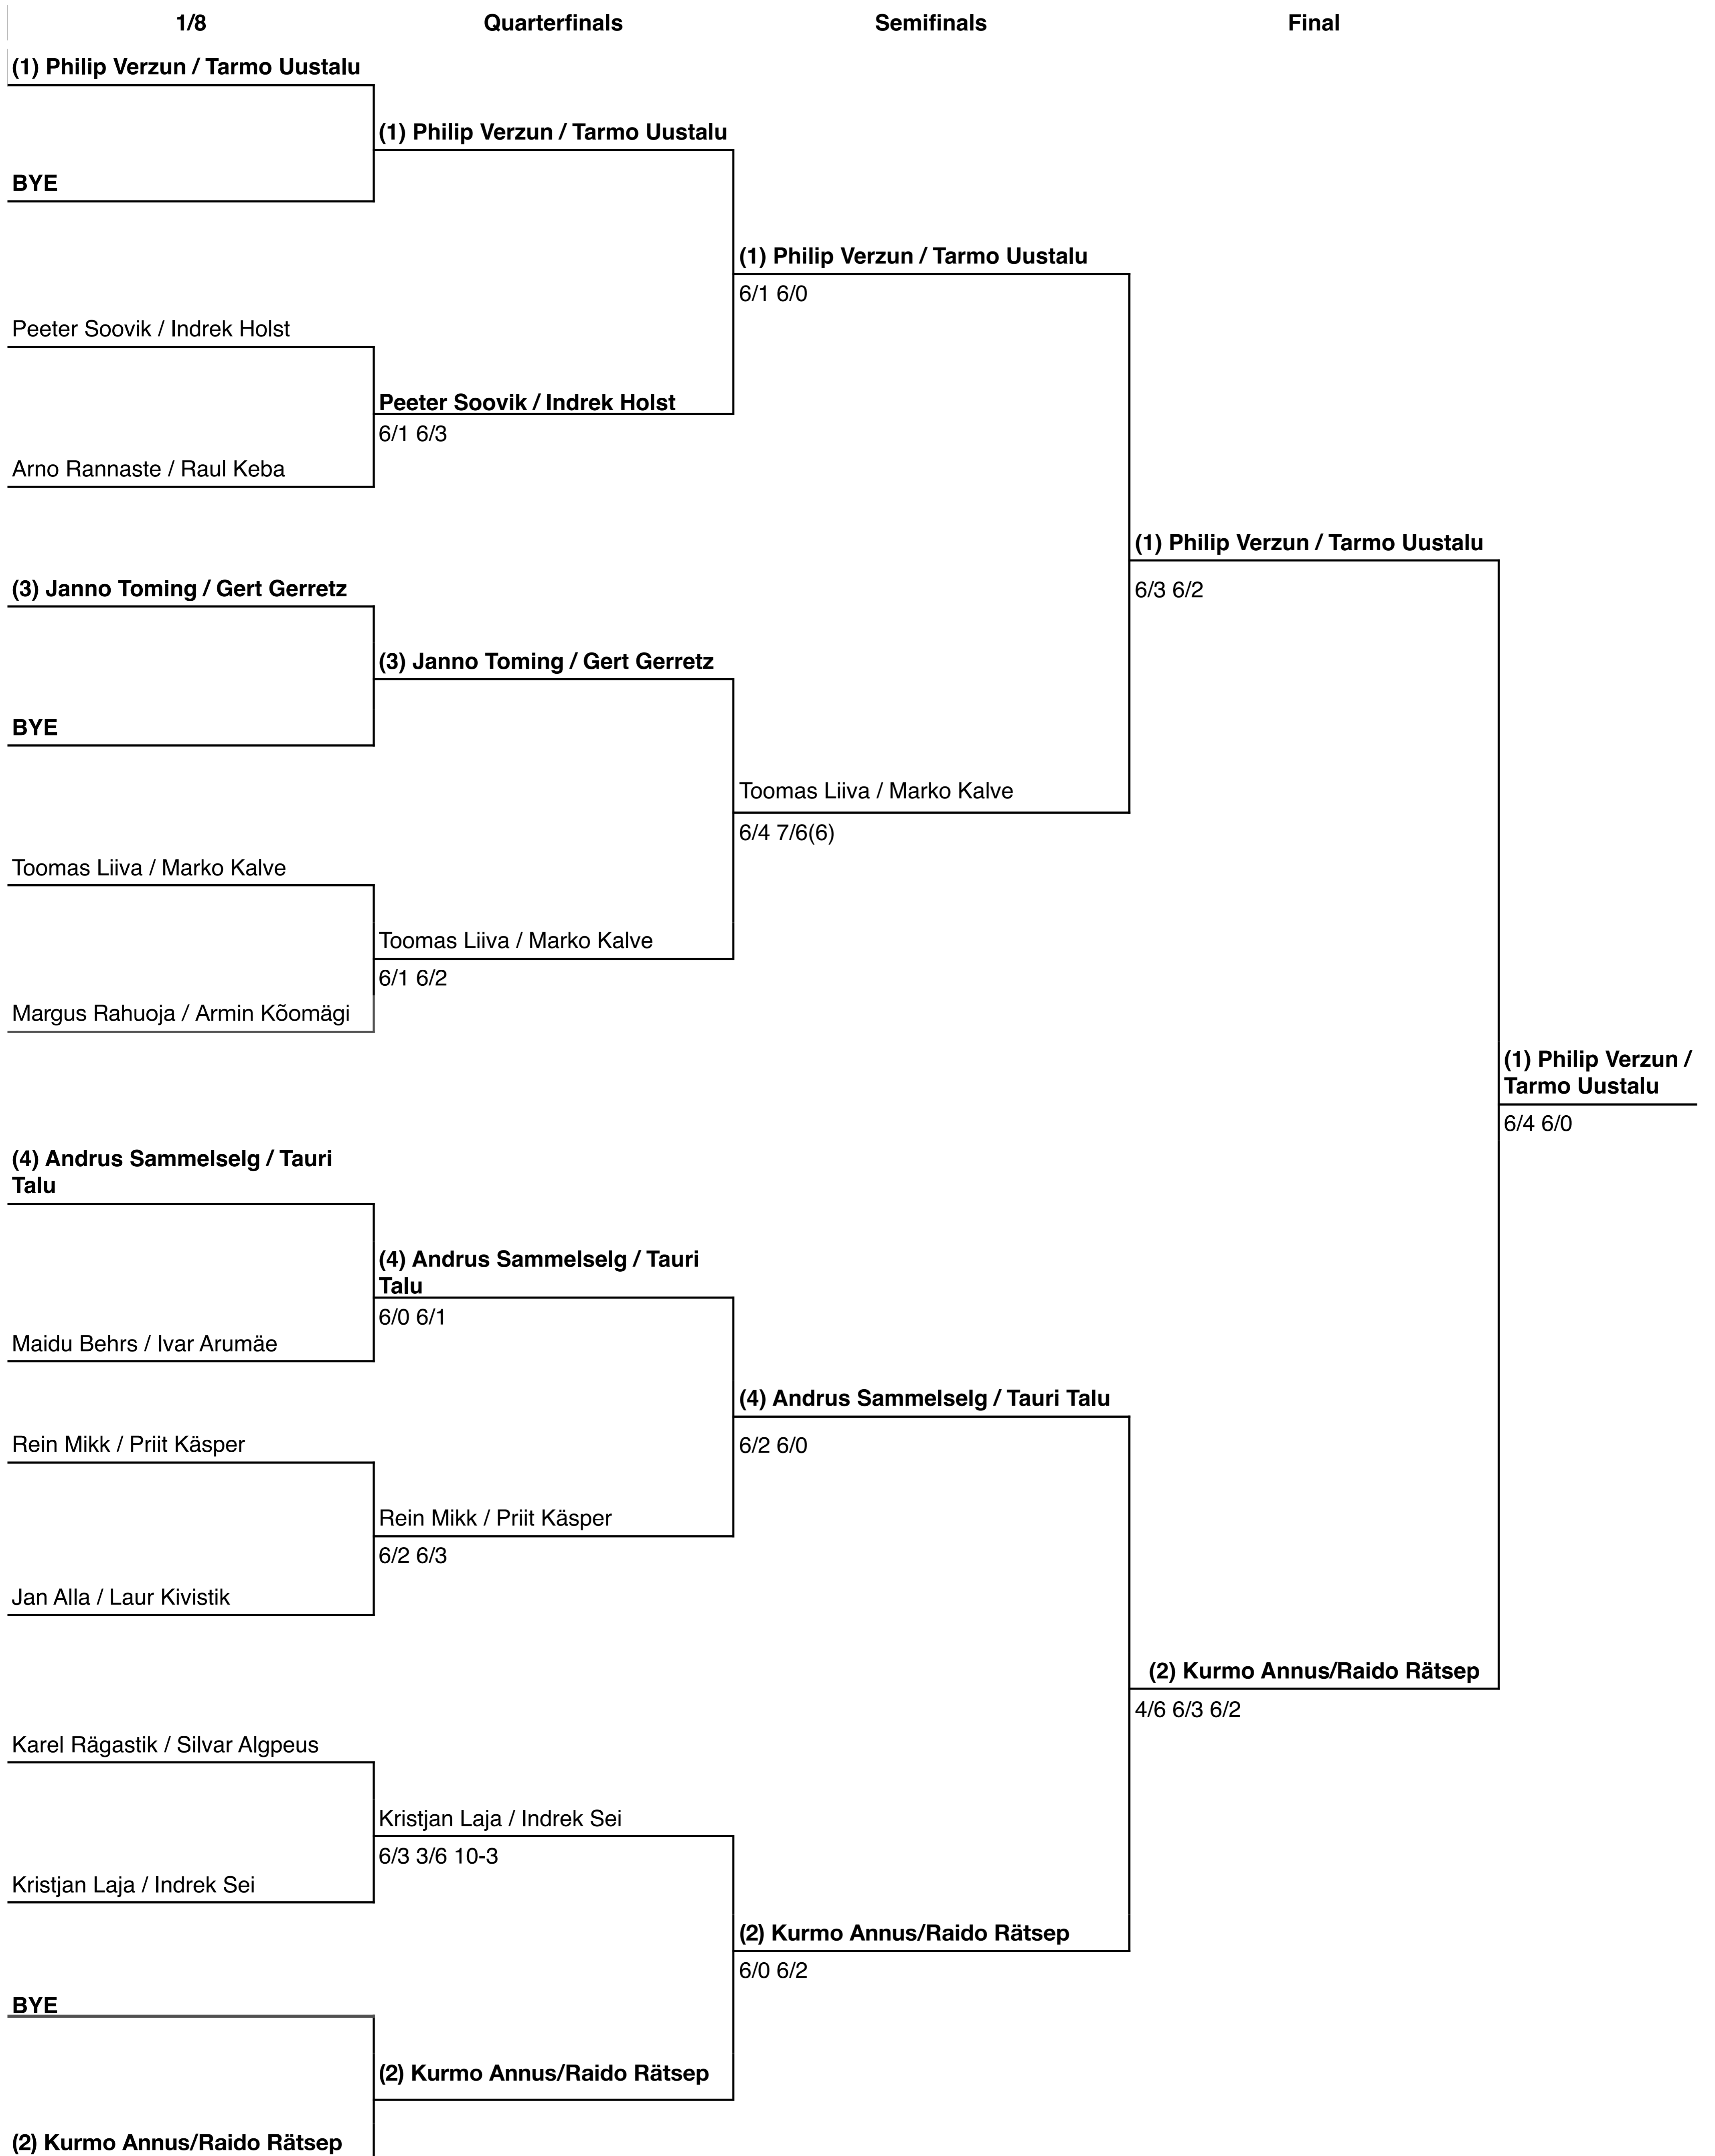 1/8
Quarterfinals
Semifinals
Final
(1) Philip Verzun / Tarmo Uustalu
(1) Philip Verzun / Tarmo Uustalu
BYE
(1) Philip Verzun / Tarmo Uustalu
6/1 6/0
Peeter Soovik / Indrek Holst
Peeter Soovik / Indrek Holst
6/1 6/3
Arno Rannaste / Raul Keba
(1) Philip Verzun / Tarmo Uustalu
6/3 6/2
(3) Janno Toming / Gert Gerretz
(3) Janno Toming / Gert Gerretz
BYE
Toomas Liiva / Marko Kalve
6/4 7/6(6)
Toomas Liiva / Marko Kalve
Toomas Liiva / Marko Kalve
6/1 6/2
Margus Rahuoja / Armin Kõomägi
(1) Philip Verzun /
Tarmo Uustalu
6/4 6/0
(4) Andrus Sammelselg / Tauri
Talu
(4) Andrus Sammelselg / Tauri
Talu
6/0 6/1
Maidu Behrs / Ivar Arumäe
(4) Andrus Sammelselg / Tauri Talu
6/2 6/0
Rein Mikk / Priit Käsper
Rein Mikk / Priit Käsper
6/2 6/3
Jan Alla / Laur Kivistik
(2) Kurmo Annus/Raido Rätsep
4/6 6/3 6/2
Karel Rägastik / Silvar Algpeus
Kristjan Laja / Indrek Sei
6/3 3/6 10-3
Kristjan Laja / Indrek Sei
(2) Kurmo Annus/Raido Rätsep
6/0 6/2
BYE
(2) Kurmo Annus/Raido Rätsep
(2) Kurmo Annus/Raido Rätsep